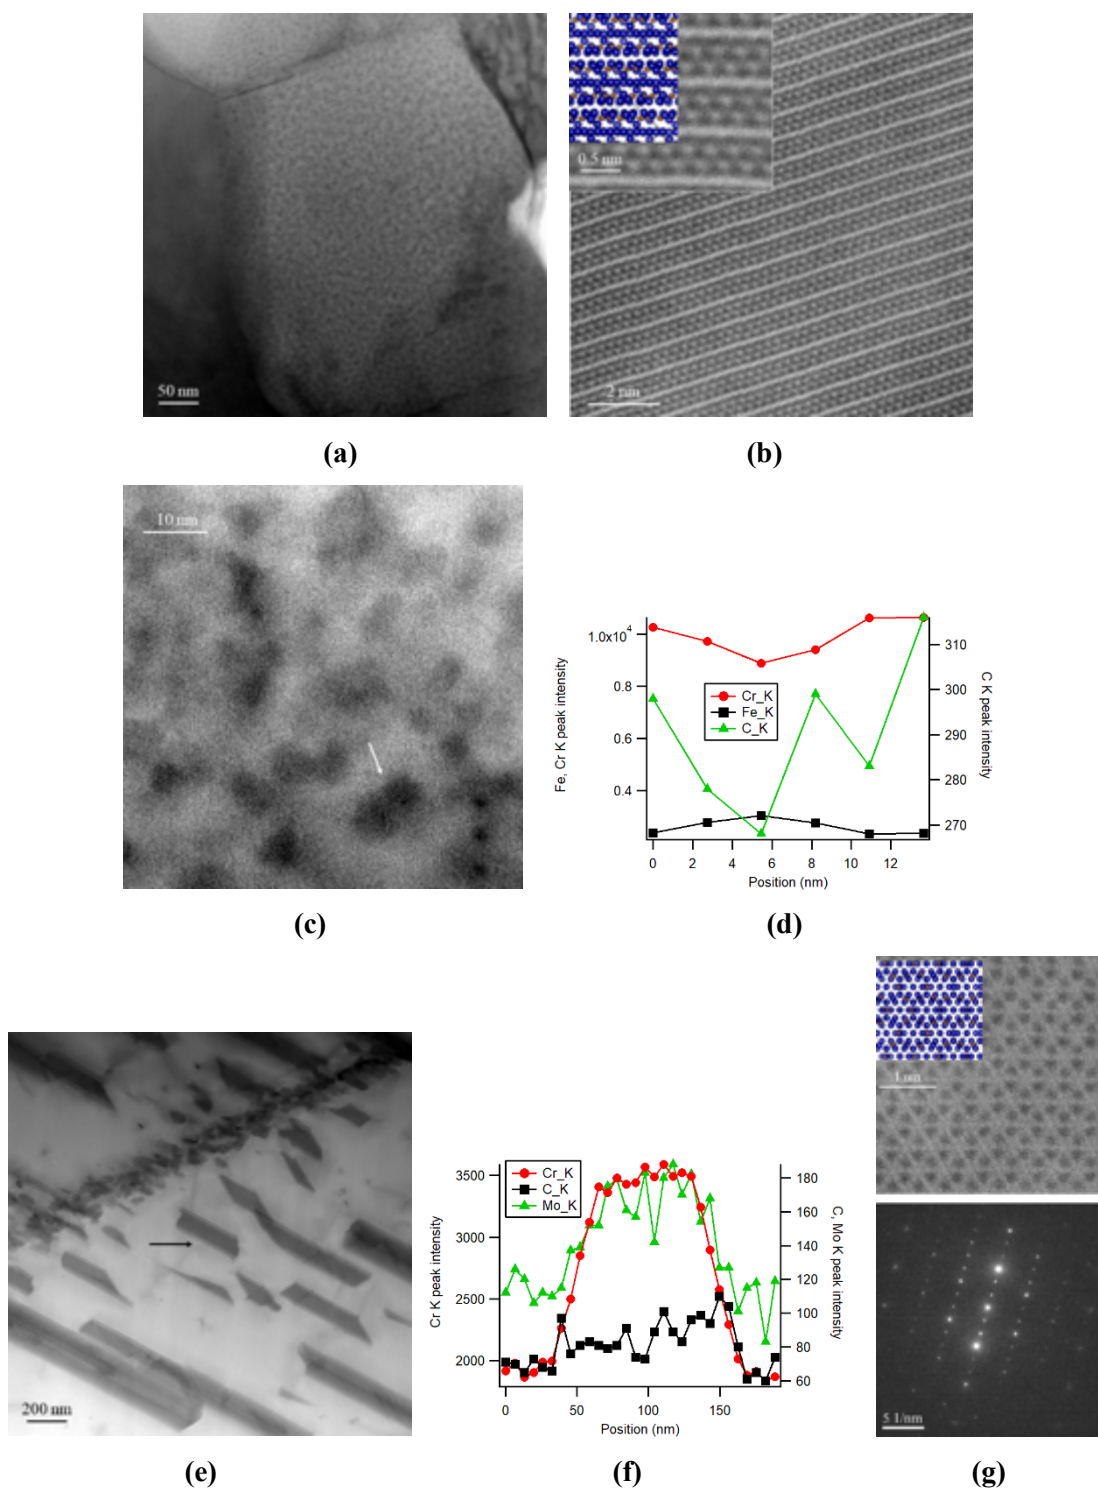 50 nm
0.5 nm
2 nm
(a)
(b)
10 nm
Fe, Cr K peak intensity
1.0x10⁴
0.8
0.6
0.4
Cr_K
Fe_K
C_K
310
300
290
280
270
C K peak intensity
0 2 4 6 8 10 12
Position (nm)
(c)
(d)
200 nm
Cr K peak intensity
3500
3000
2500
2000
Cr_K
C_K
Mo_K
180
160
140
120
100
80
60
C, Mo K peak intensity
0 50 100 150
Position (nm)
1 nm
5 1/nm
(e)
(f)
(g)